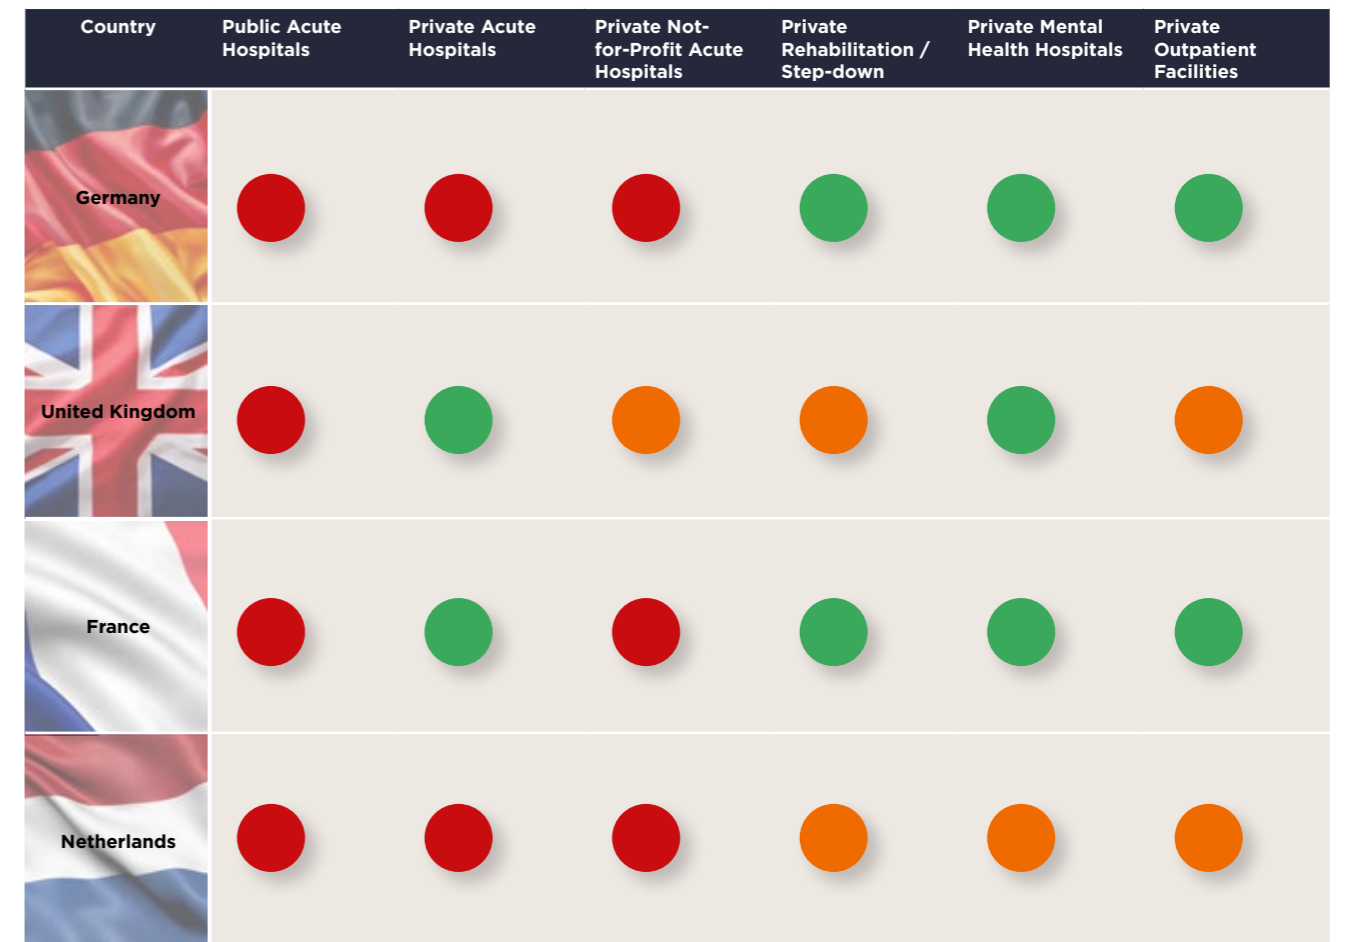 Country
Public Acute
Hospitals
Private Acute
Hospitals
Private Not-
for-Profit Acute
Hospitals
Private
Rehabilitation /
Step-down
Private Mental
Health Hospitals
Private
Outpatient
Facilities
Germany
United Kingdom
France
Netherlands